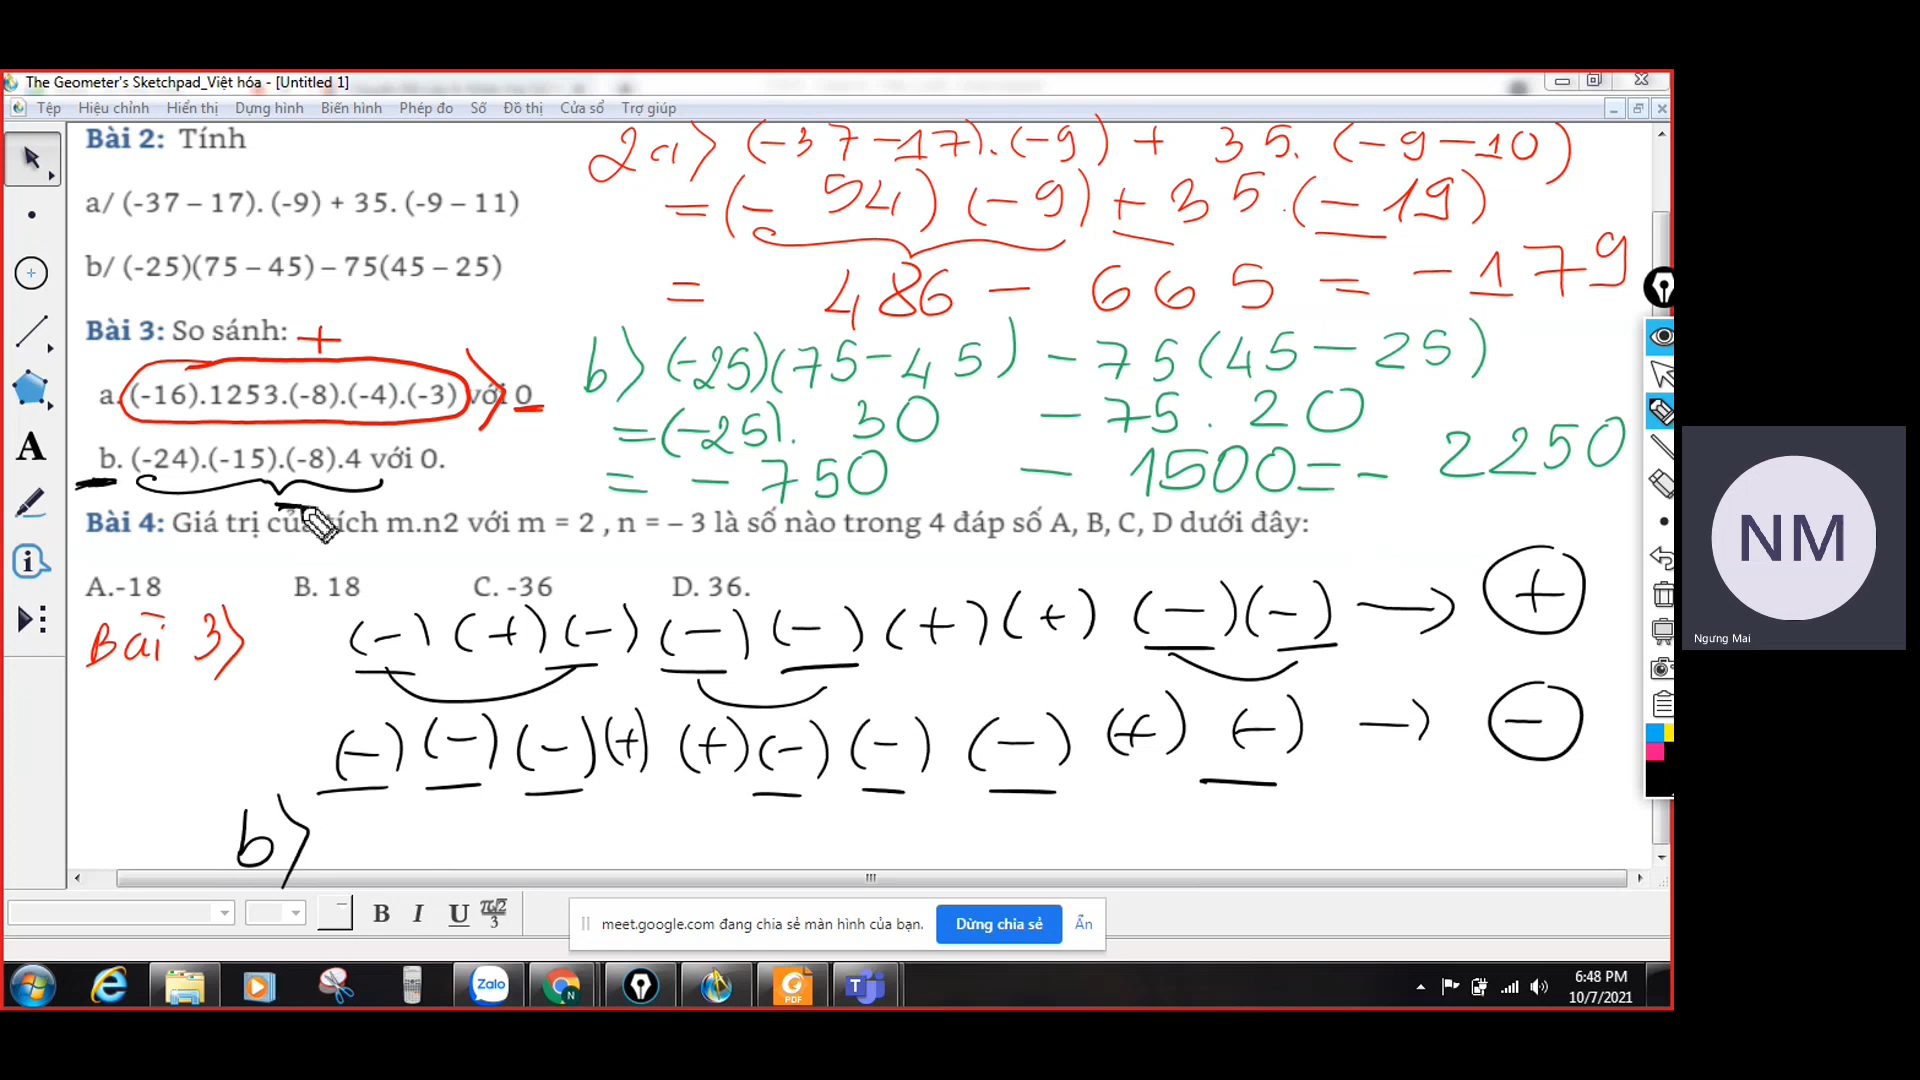 The Geometer's Sketchpad_Việt hóa - [Untitled 1]
Tệp Hiệu chỉnh Hiển thị Dựng hình Biến hình Phép đo Số Đồ thị Cửa sổ Trợ giúp
Bài 2: Tính
a/ (-37 – 17). (-9) + 35. (-9 – 11)
b/ (-25)(75 – 45) – 75(45 – 25)
Bài 3: So sánh: +
a. (-16).1253.(-8).(-4).(-3) với > 0
b. (-24).(-15).(-8).4 với 0.
Bài 4: Giá trị của tích m.n2 với m = 2 , n = – 3 là số nào trong 4 đáp số A, B, C, D dưới đây:
A.-18 B. 18 C. -36 D. 36.
2a> (-37-17).(-9) + 35. (-9-10)
= (- 54) (-9) + 35.(-19)
= 486 - 665 = -179
b> (-25)(75-45) - 75(45-25)
= (-25). 30 - 75. 20
= - 750 - 1500 = - 2250
Bài 3> (-) (+) (-) (-) (-) (+) (+) (-)(-) → +
(-) (-) (-) (+) (+) (-) (-) (-) (+) (-) → -
b>
B I U
meet.google.com đang chia sẻ màn hình của bạn. Dừng chia sẻ Ẩn
Zalo
PDF
6:48 PM
10/7/2021
NM
Ngưng Mai